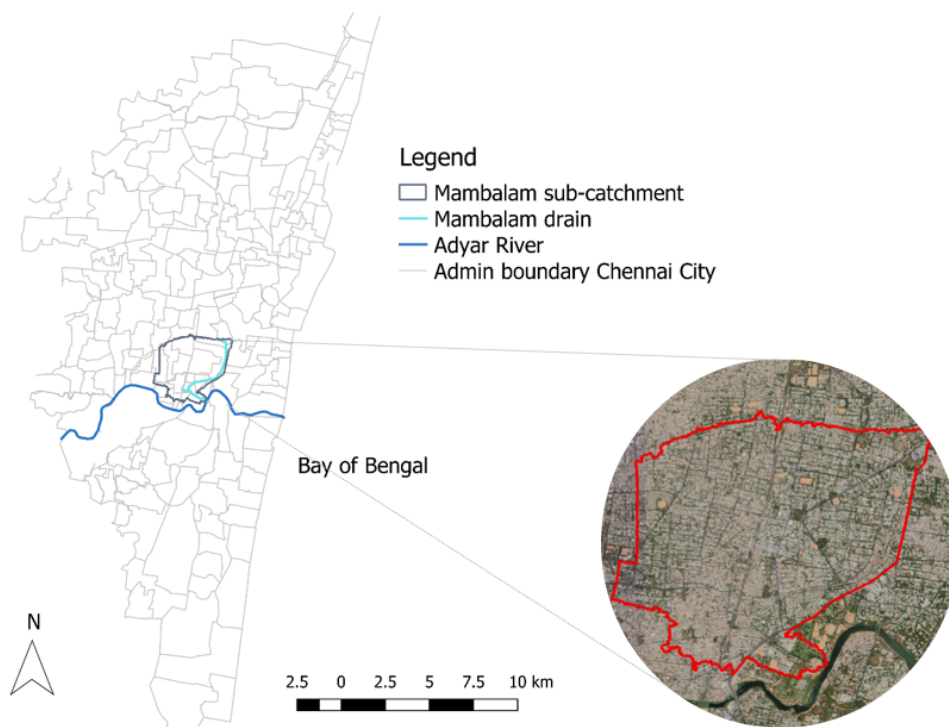 Legend
Mambalam sub-catchment
Mambalam drain
Adyar River
Admin boundary Chennai City
Bay of Bengal
N
2.5 0 2.5 5 7.5 10 km